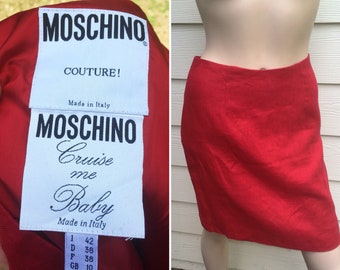 MOSCHINO®
COUTURE!
Made in Italy
MOSCHINO
Cruise
me
Baby
Made in Italy
I 42
D 38
F 38
GB 10